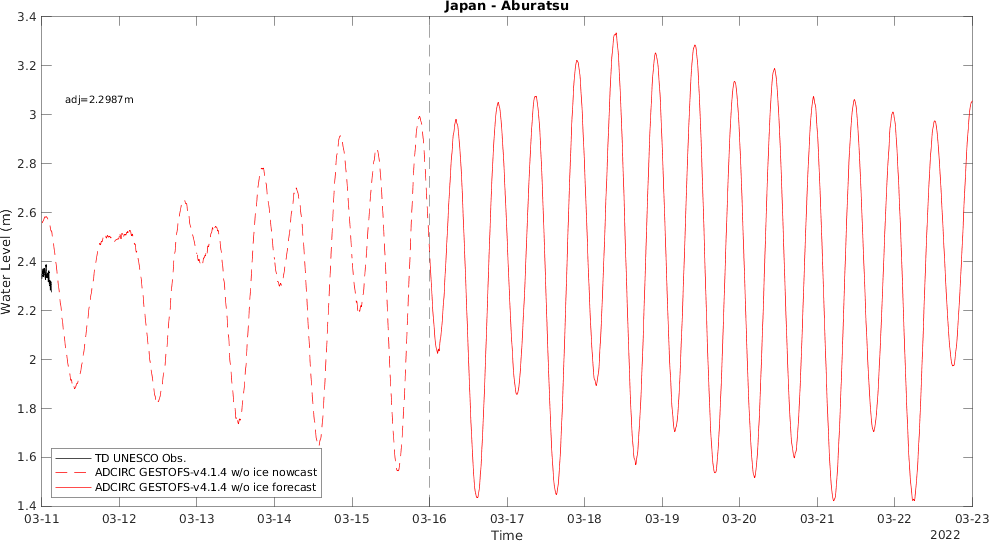 Japan - Aburatsu
3.4
3.2
3
2.8
2.6
2.4
2.2
2
1.8
1.6
1.4
Water Level (m)
adj=2.2987m
TD UNESCO Obs.
ADCIRC GESTOFS-v4.1.4 w/o ice nowcast
ADCIRC GESTOFS-v4.1.4 w/o ice forecast
03-11 03-12 03-13 03-14 03-15 03-16 03-17 03-18 03-19 03-20 03-21 03-22 03-23
Time
2022